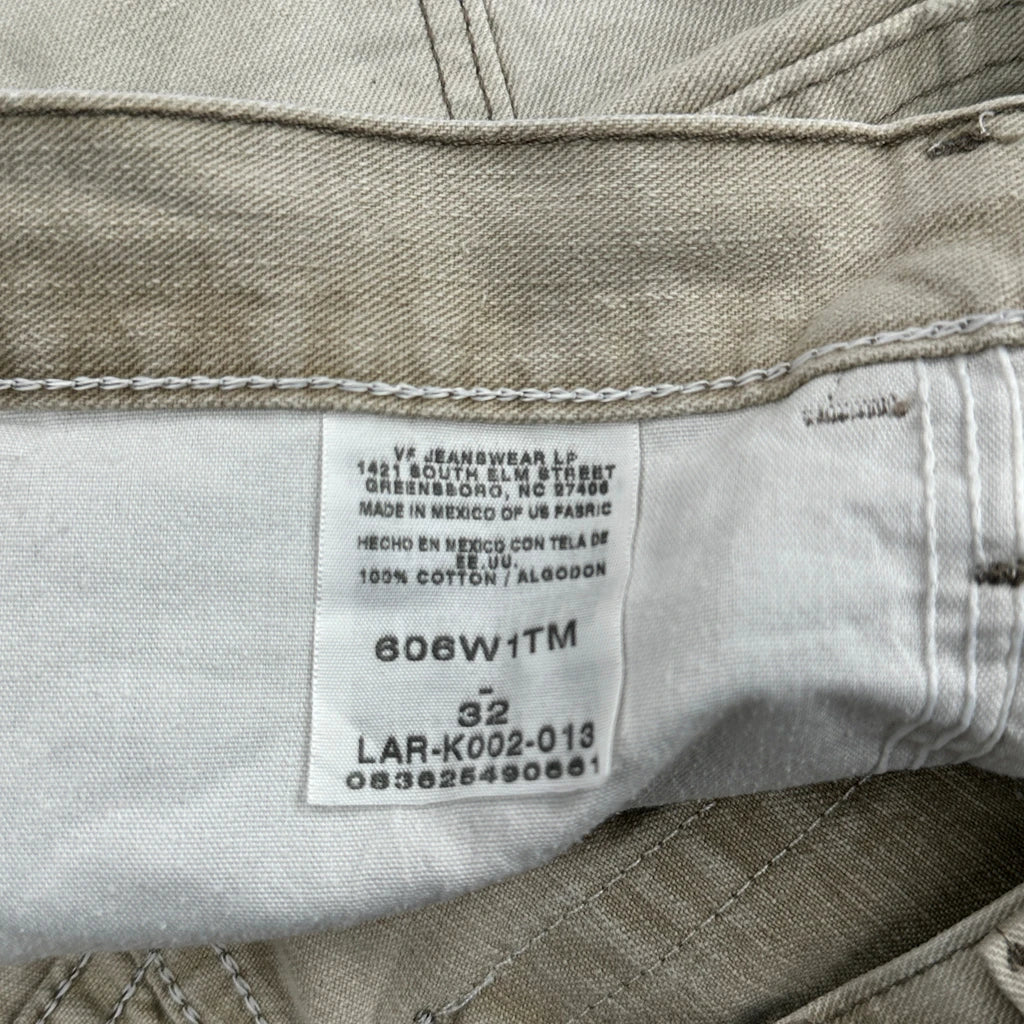 VF JEANSWEAR LP
1421 SOUTH ELM STREET
GREENSBORO, NC 27406
MADE IN MEXICO OF US FABRIC
HECHO EN MEXICO CON TELA DE
EE.UU.
100% COTTON / ALGODON
606W1TM
-
32
LAR-K002-013
083625490661